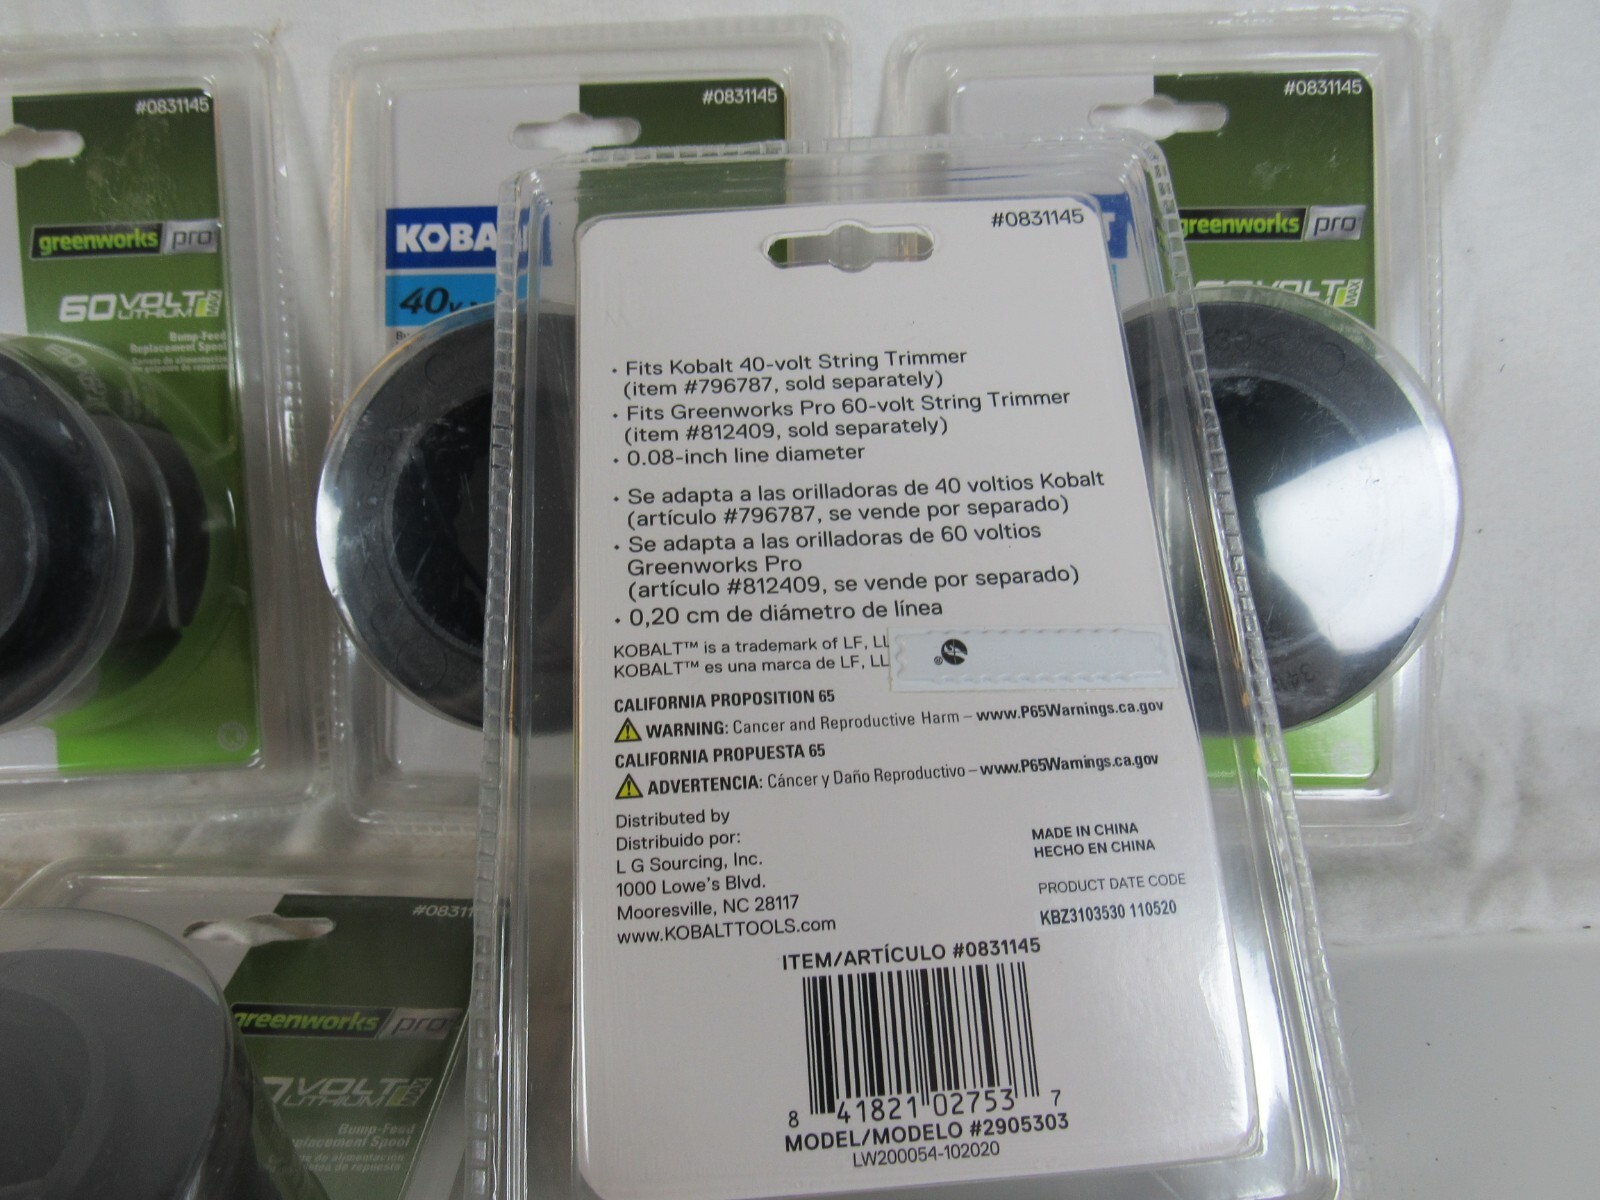 #0831145
greenworks pro
60 VOLT
LITHIUM MAX
Bump-Feed
Replacement Spool
#0831145
KOBA
40V
#0831145
greenworks pro
VOLT
MAX
#0831145
• Fits Kobalt 40-volt String Trimmer
(item #796787, sold separately)
• Fits Greenworks Pro 60-volt String Trimmer
(item #812409, sold separately)
• 0.08-inch line diameter
• Se adapta a las orilladoras de 40 voltios Kobalt
(artículo #796787, se vende por separado)
• Se adapta a las orilladoras de 60 voltios
Greenworks Pro
(artículo #812409, se vende por separado)
• 0,20 cm de diámetro de línea
KOBALT™ is a trademark of LF, LL
KOBALT™ es una marca de LF, LL
CALIFORNIA PROPOSITION 65
WARNING: Cancer and Reproductive Harm – www.P65Warnings.ca.gov
CALIFORNIA PROPUESTA 65
ADVERTENCIA: Cáncer y Daño Reproductivo – www.P65Warnings.ca.gov
Distributed by
Distribuido por:
L G Sourcing, Inc.
1000 Lowe's Blvd.
Mooresville, NC 28117
www.KOBALTTOOLS.com
MADE IN CHINA
HECHO EN CHINA
PRODUCT DATE CODE
KBZ3103530 110520
ITEM/ARTÍCULO #0831145
8 41821 02753 7
MODEL/MODELO #2905303
LW200054-102020
#08311
greenworks pro
VOLT
LITHIUM MAX
Bump-Feed
placement Spool